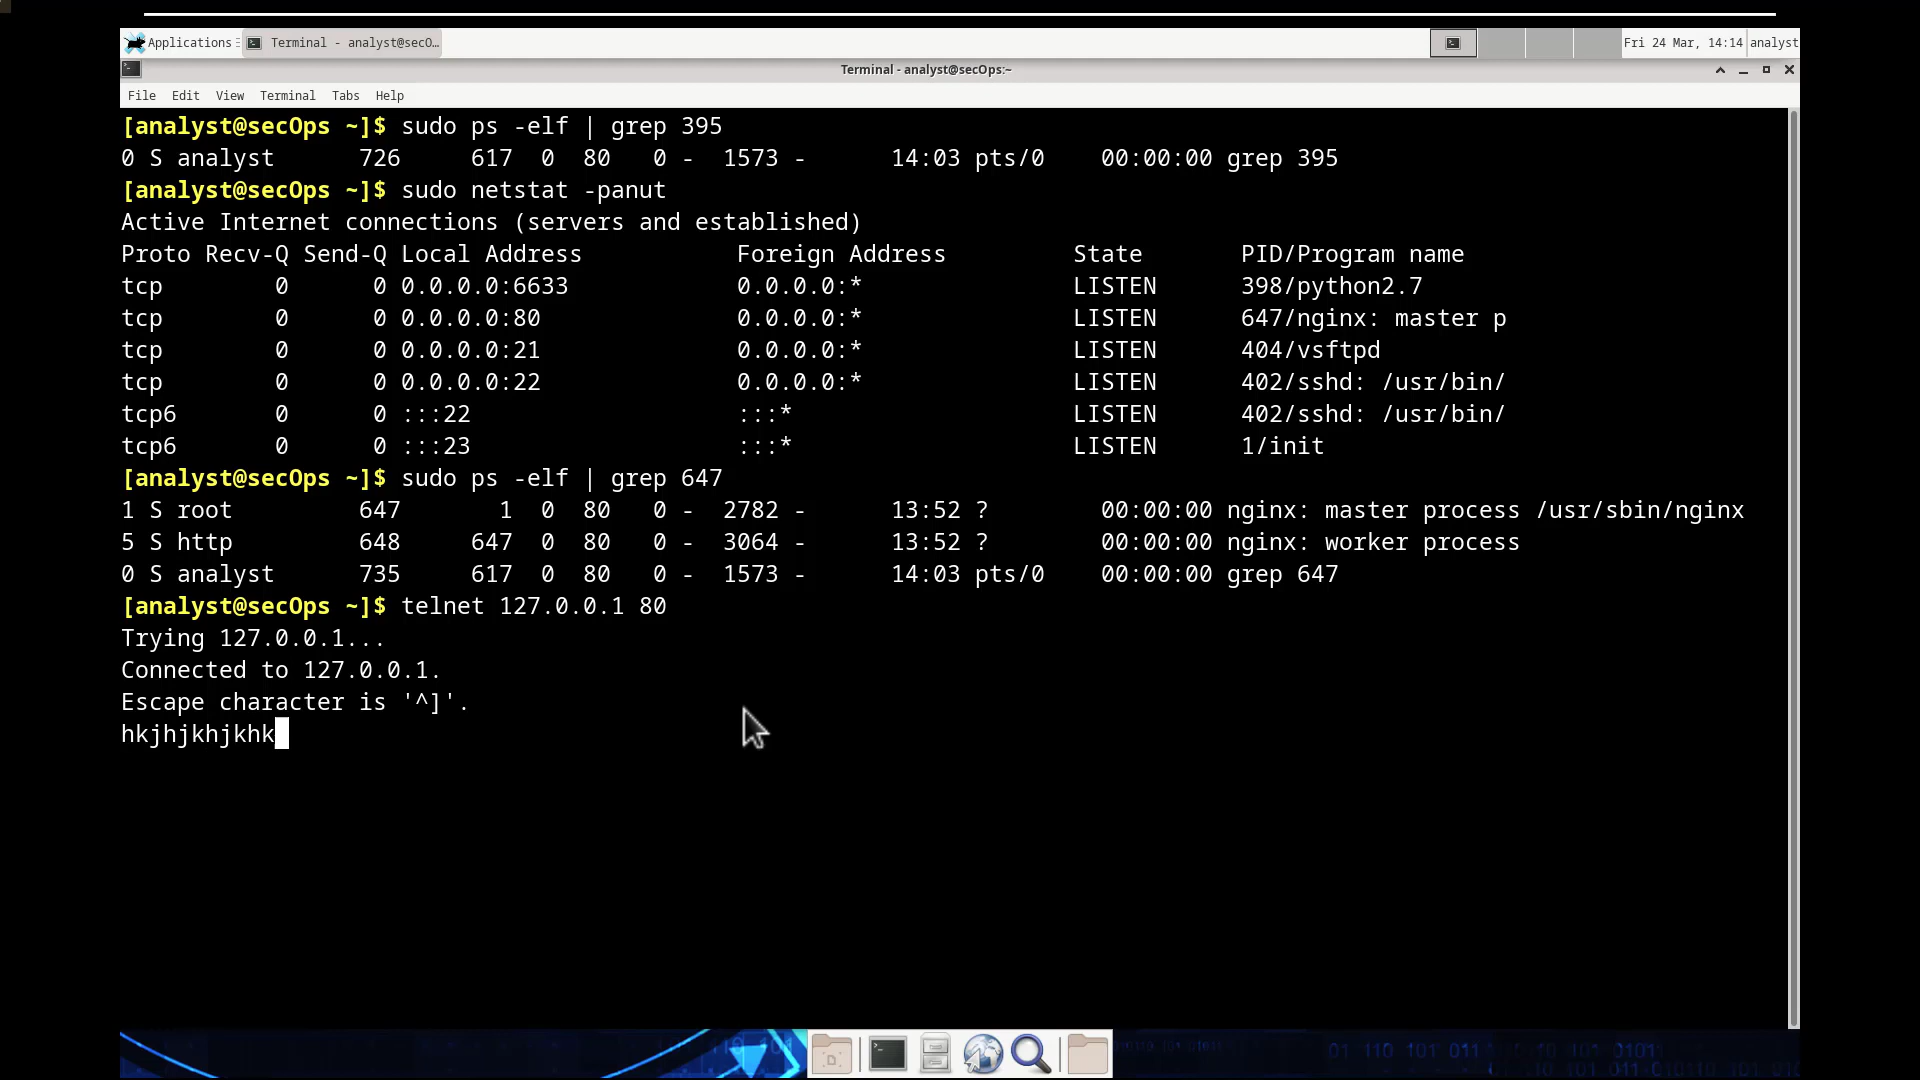 Applications
Terminal - analyst@secO…
Fri 24 Mar, 14:14
analyst
Terminal - analyst@secOps:~
File Edit View Terminal Tabs Help
[analyst@secOps ~]$ sudo ps -elf | grep 395
0 S analyst 726 617 0 80 0 - 1573 - 14:03 pts/0 00:00:00 grep 395
[analyst@secOps ~]$ sudo netstat -panut
Active Internet connections (servers and established)
Proto Recv-Q Send-Q Local Address Foreign Address State PID/Program name
tcp 0 0 0.0.0.0:6633 0.0.0.0:* LISTEN 398/python2.7
tcp 0 0 0.0.0.0:80 0.0.0.0:* LISTEN 647/nginx: master p
tcp 0 0 0.0.0.0:21 0.0.0.0:* LISTEN 404/vsftpd
tcp 0 0 0.0.0.0:22 0.0.0.0:* LISTEN 402/sshd: /usr/bin/
tcp6 0 0 :::22 :::* LISTEN 402/sshd: /usr/bin/
tcp6 0 0 :::23 :::* LISTEN 1/init
[analyst@secOps ~]$ sudo ps -elf | grep 647
1 S root 647 1 0 80 0 - 2782 - 13:52 ? 00:00:00 nginx: master process /usr/sbin/nginx
5 S http 648 647 0 80 0 - 3064 - 13:52 ? 00:00:00 nginx: worker process
0 S analyst 735 617 0 80 0 - 1573 - 14:03 pts/0 00:00:00 grep 647
[analyst@secOps ~]$ telnet 127.0.0.1 80
Trying 127.0.0.1...
Connected to 127.0.0.1.
Escape character is '^]'.
hkjhjkhjkhk